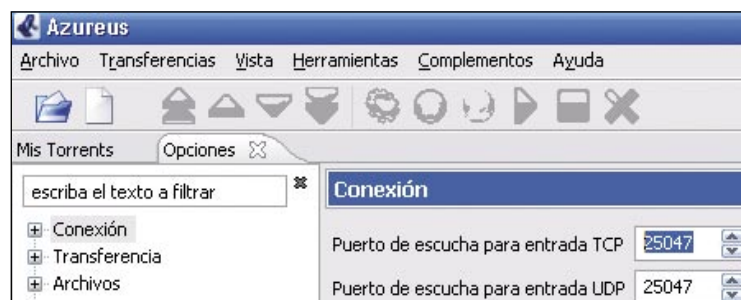 Azureus
Archivo Transferencias Vista Herramientas Complementos Ayuda
Mis Torrents Opciones
escriba el texto a filtrar
Conexión
Conexión
Transferencia
Archivos
Puerto de escucha para entrada TCP 25047
Puerto de escucha para entrada UDP 25047